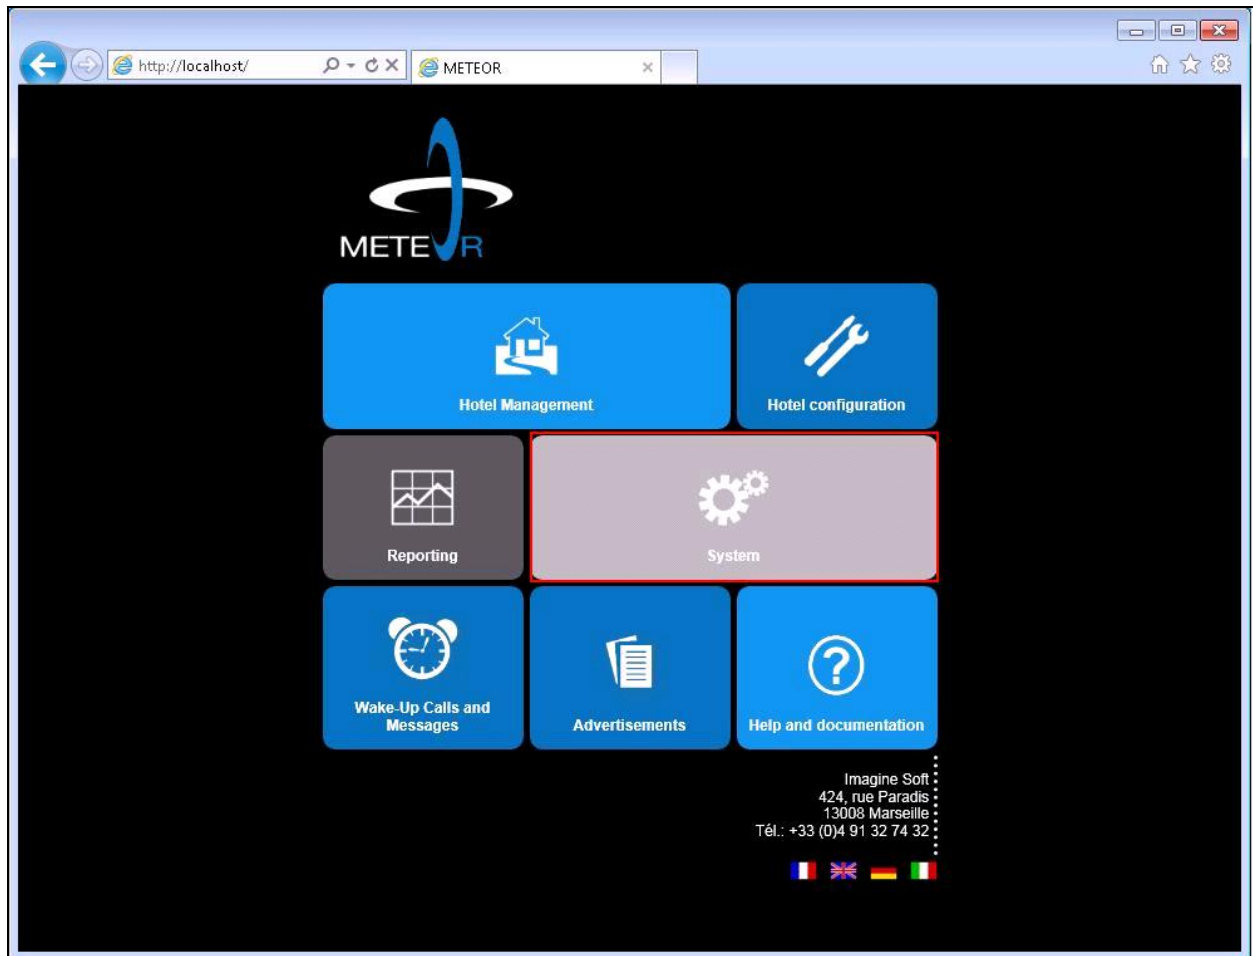 http://localhost/
METEOR
METEOR
Hotel Management
Hotel configuration
Reporting
System
Wake-Up Calls and
Messages
Advertisements
Help and documentation
Imagine Soft
424, rue Paradis
13008 Marseille
Tél.: +33 (0)4 91 32 74 32